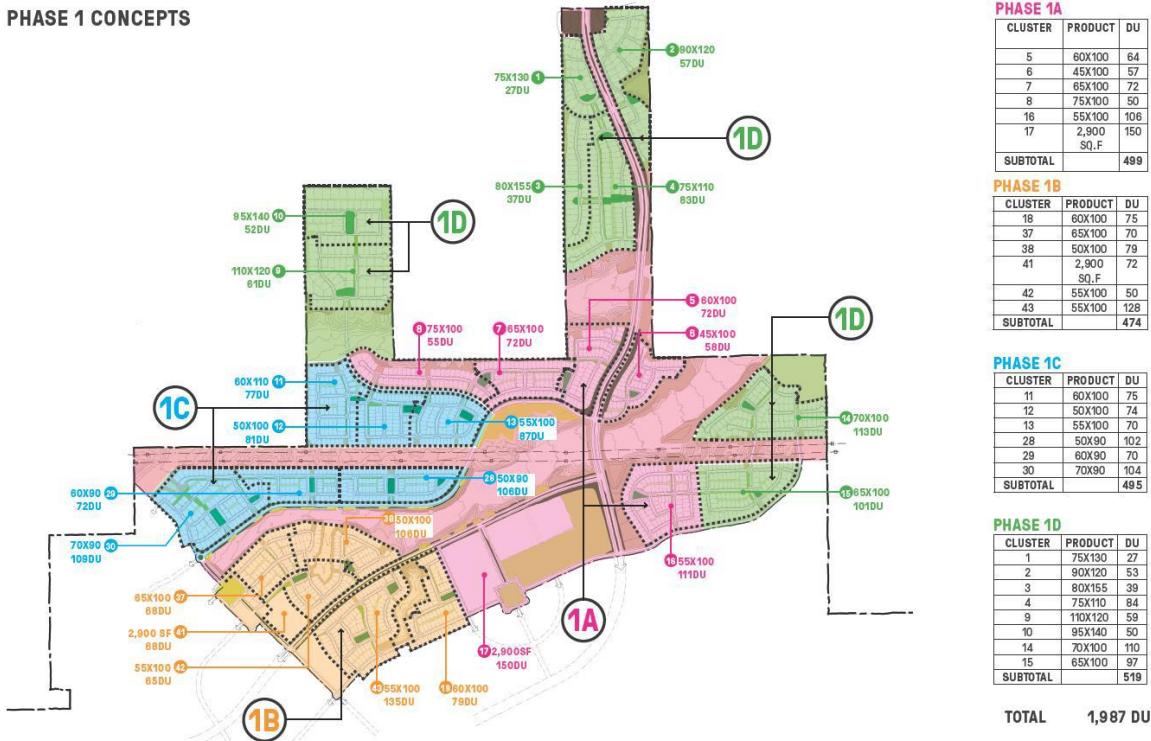 PHASE 1 CONCEPTS
2 90X120
57DU
75X130 1
27DU
1D
80X155 3
37DU
4 75X110
83DU
95X140 10
52DU
1D
110X120 9
61DU
5 60X100
72DU
6 45X100
58DU
1D
8 75X100
55DU
7 65X100
72DU
60X110 11
77DU
1C
50X100 12
81DU
13 55X100
87DU
14 70X100
113DU
60X90 29
72DU
28 50X90
106DU
15 65X100
101DU
70X90 30
109DU
38 50X100
106DU
16 55X100
111DU
65X100 37
68DU
2,900 SF 41
68DU
55X100 42
65DU
43 55X100
135DU
18 60X100
79DU
17 2,900SF
150DU
1A
1B
PHASE 1A
CLUSTER PRODUCT DU
5 60X100 64
6 45X100 57
7 65X100 72
8 75X100 50
16 55X100 106
17 2,900 150
SQ.F
SUBTOTAL 499
PHASE 1B
CLUSTER PRODUCT DU
18 60X100 75
37 65X100 70
38 50X100 79
41 2,900 72
SQ.F
42 55X100 50
43 55X100 128
SUBTOTAL 474
PHASE 1C
CLUSTER PRODUCT DU
11 60X100 75
12 50X100 74
13 55X100 70
28 50X90 102
29 60X90 70
30 70X90 104
SUBTOTAL 495
PHASE 1D
CLUSTER PRODUCT DU
1 75X130 27
2 90X120 53
3 80X155 39
4 75X110 84
9 110X120 59
10 95X140 50
14 70X100 110
15 65X100 97
SUBTOTAL 519
TOTAL 1,987 DU